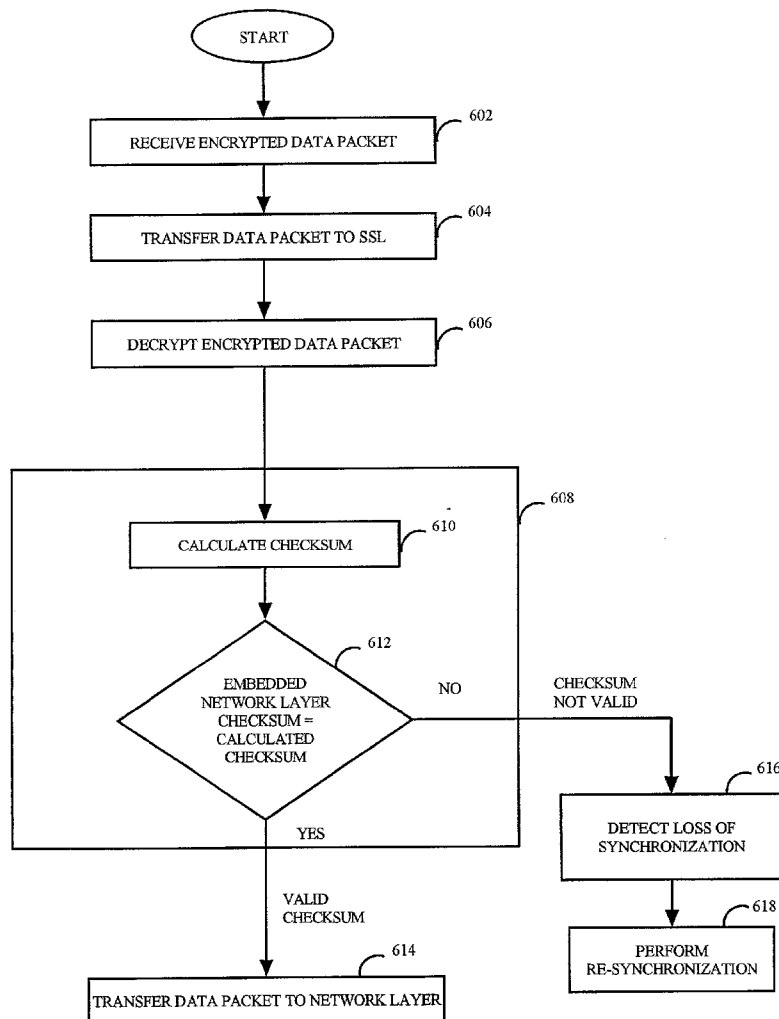 START
602
RECEIVE ENCRYPTED DATA PACKET
604
TRANSFER DATA PACKET TO SSL
606
DECRYPT ENCRYPTED DATA PACKET
608
610
CALCULATE CHECKSUM
612
EMBEDDED
NETWORK LAYER
CHECKSUM =
CALCULATED
CHECKSUM
NO
CHECKSUM
NOT VALID
616
DETECT LOSS OF
SYNCHRONIZATION
YES
VALID
CHECKSUM
618
PERFORM
RE-SYNCHRONIZATION
614
TRANSFER DATA PACKET TO NETWORK LAYER